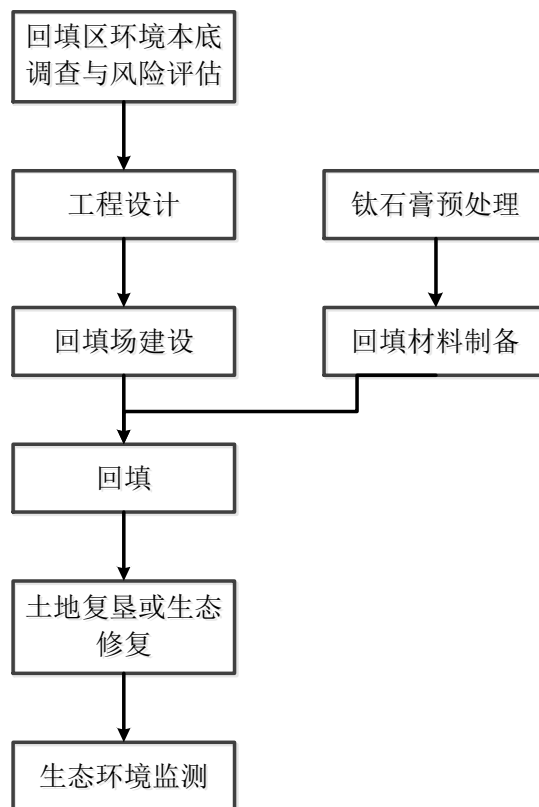 回填区环境本底
调查与风险评估
工程设计
钛石膏预处理
回填场建设
回填材料制备
回填
土地复垦或生态
修复
生态环境监测